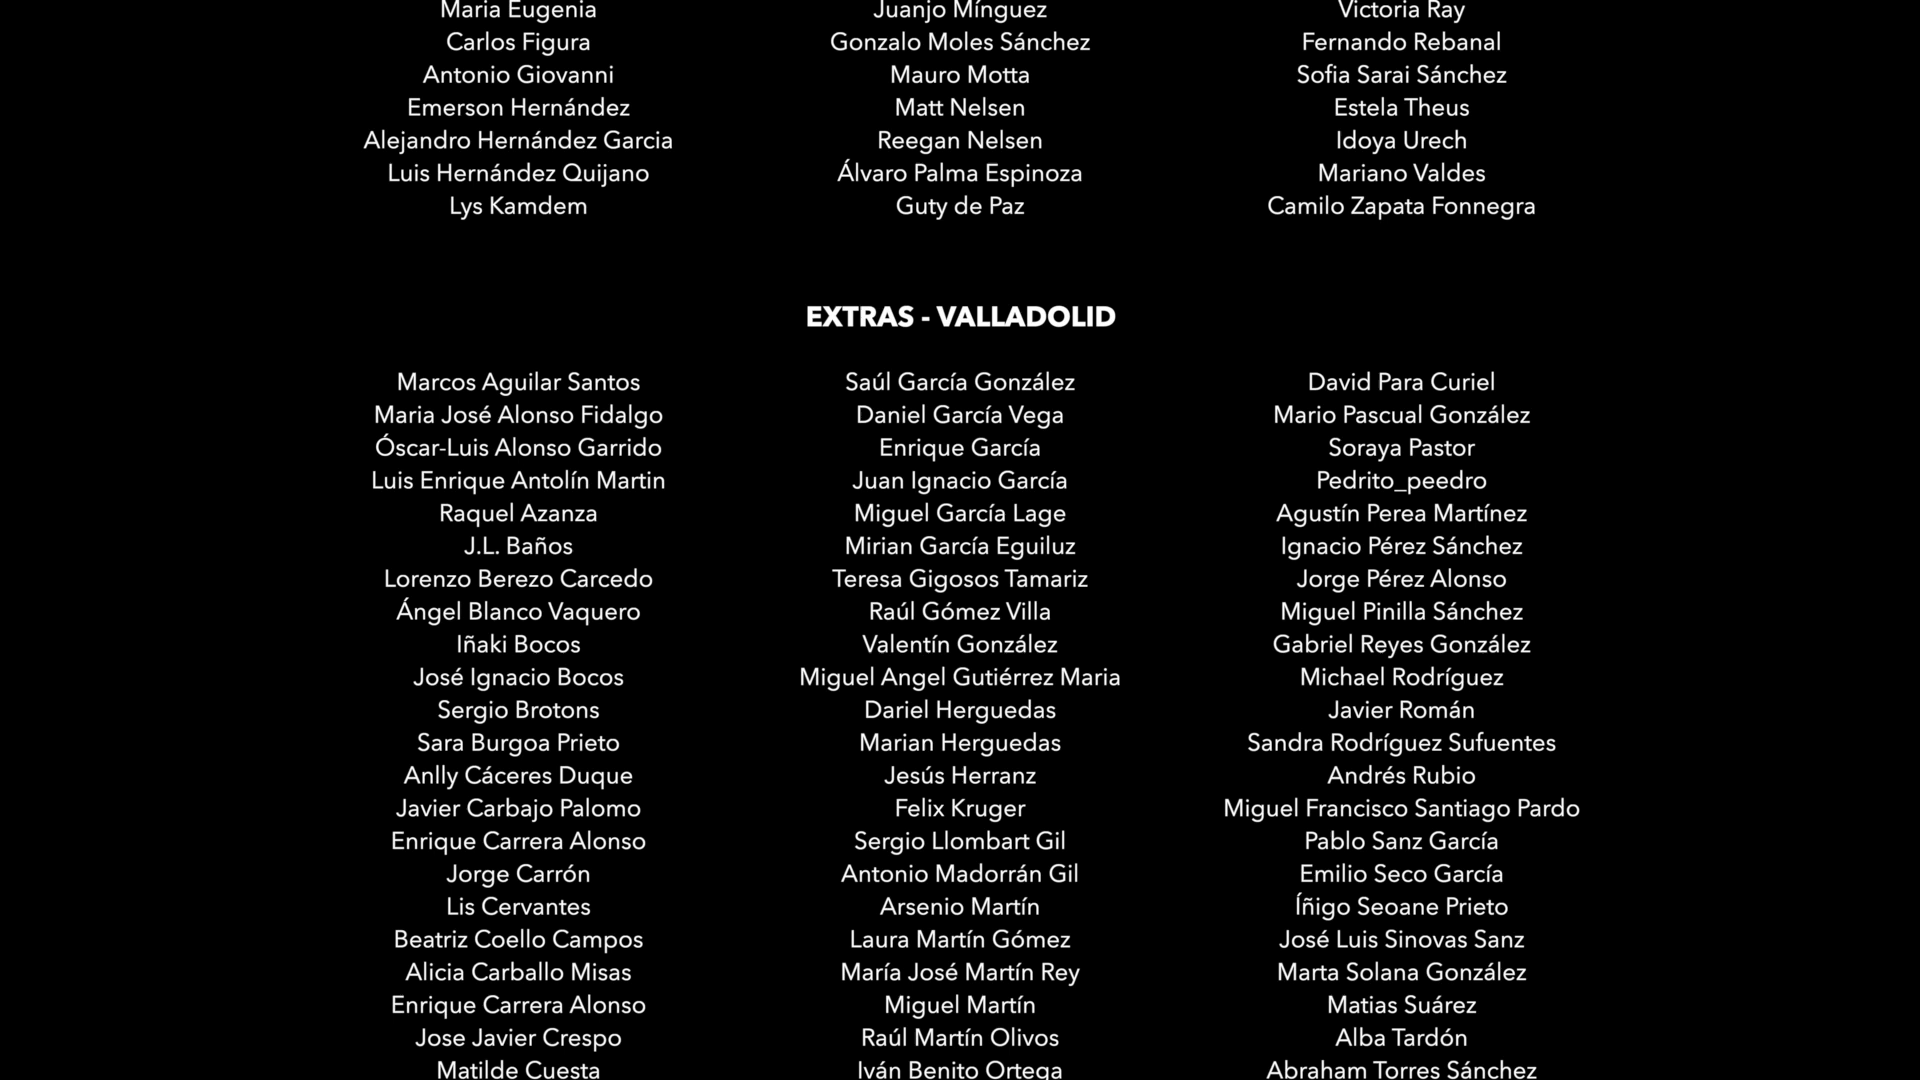 Maria Eugenia
Carlos Figura
Antonio Giovanni
Emerson Hernández
Alejandro Hernández Garcia
Luis Hernández Quijano
Lys Kamdem
Juanjo Mínguez
Gonzalo Moles Sánchez
Mauro Motta
Matt Nelsen
Reegan Nelsen
Álvaro Palma Espinoza
Guty de Paz
Victoria Ray
Fernando Rebanal
Sofia Sarai Sánchez
Estela Theus
Idoya Urech
Mariano Valdes
Camilo Zapata Fonnegra
EXTRAS - VALLADOLID
Marcos Aguilar Santos
Maria José Alonso Fidalgo
Óscar-Luis Alonso Garrido
Luis Enrique Antolín Martin
Raquel Azanza
J.L. Baños
Lorenzo Berezo Carcedo
Ángel Blanco Vaquero
Iñaki Bocos
José Ignacio Bocos
Sergio Brotons
Sara Burgoa Prieto
Anlly Cáceres Duque
Javier Carbajo Palomo
Enrique Carrera Alonso
Jorge Carrón
Lis Cervantes
Beatriz Coello Campos
Alicia Carballo Misas
Enrique Carrera Alonso
Jose Javier Crespo
Matilde Cuesta
Saúl García González
Daniel García Vega
Enrique García
Juan Ignacio García
Miguel García Lage
Mirian García Eguiluz
Teresa Gigosos Tamariz
Raúl Gómez Villa
Valentín González
Miguel Angel Gutiérrez Maria
Dariel Herguedas
Marian Herguedas
Jesús Herranz
Felix Kruger
Sergio Llombart Gil
Antonio Madorrán Gil
Arsenio Martín
Laura Martín Gómez
María José Martín Rey
Miguel Martín
Raúl Martín Olivos
Iván Benito Ortega
David Para Curiel
Mario Pascual González
Soraya Pastor
Pedrito_peedro
Agustín Perea Martínez
Ignacio Pérez Sánchez
Jorge Pérez Alonso
Miguel Pinilla Sánchez
Gabriel Reyes González
Michael Rodríguez
Javier Román
Sandra Rodríguez Sufuentes
Andrés Rubio
Miguel Francisco Santiago Pardo
Pablo Sanz García
Emilio Seco García
Íñigo Seoane Prieto
José Luis Sinovas Sanz
Marta Solana González
Matias Suárez
Alba Tardón
Abraham Torres Sánchez